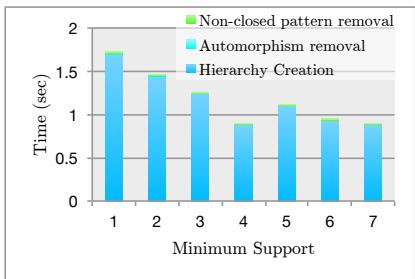 Non-closed pattern removal
Automorphism removal
Hierarchy Creation
2
1.5
1
0.5
0
Time (sec)
1 2 3 4 5 6 7
Minimum Support